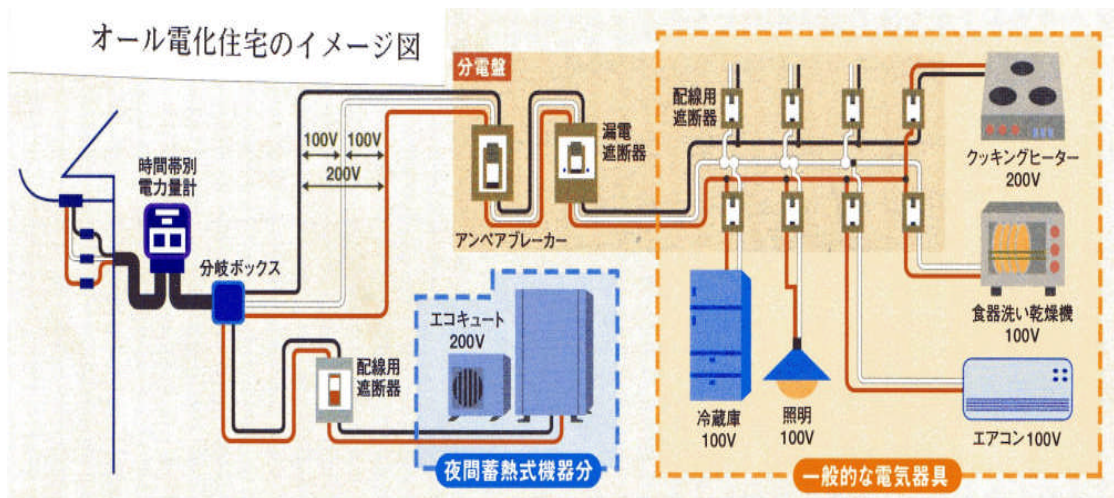 オール電化住宅のイメージ図
分電盤
配線用
遮断器
漏電
遮断器
100V
100V
200V
時間帯別
電力量計
アンペアブレーカー
分岐ボックス
クッキングヒーター
200V
食器洗い乾燥機
100V
エコキュート
200V
配線用
遮断器
冷蔵庫
100V
照明
100V
エアコン100V
夜間蓄熱式機器分
一般的な電気器具